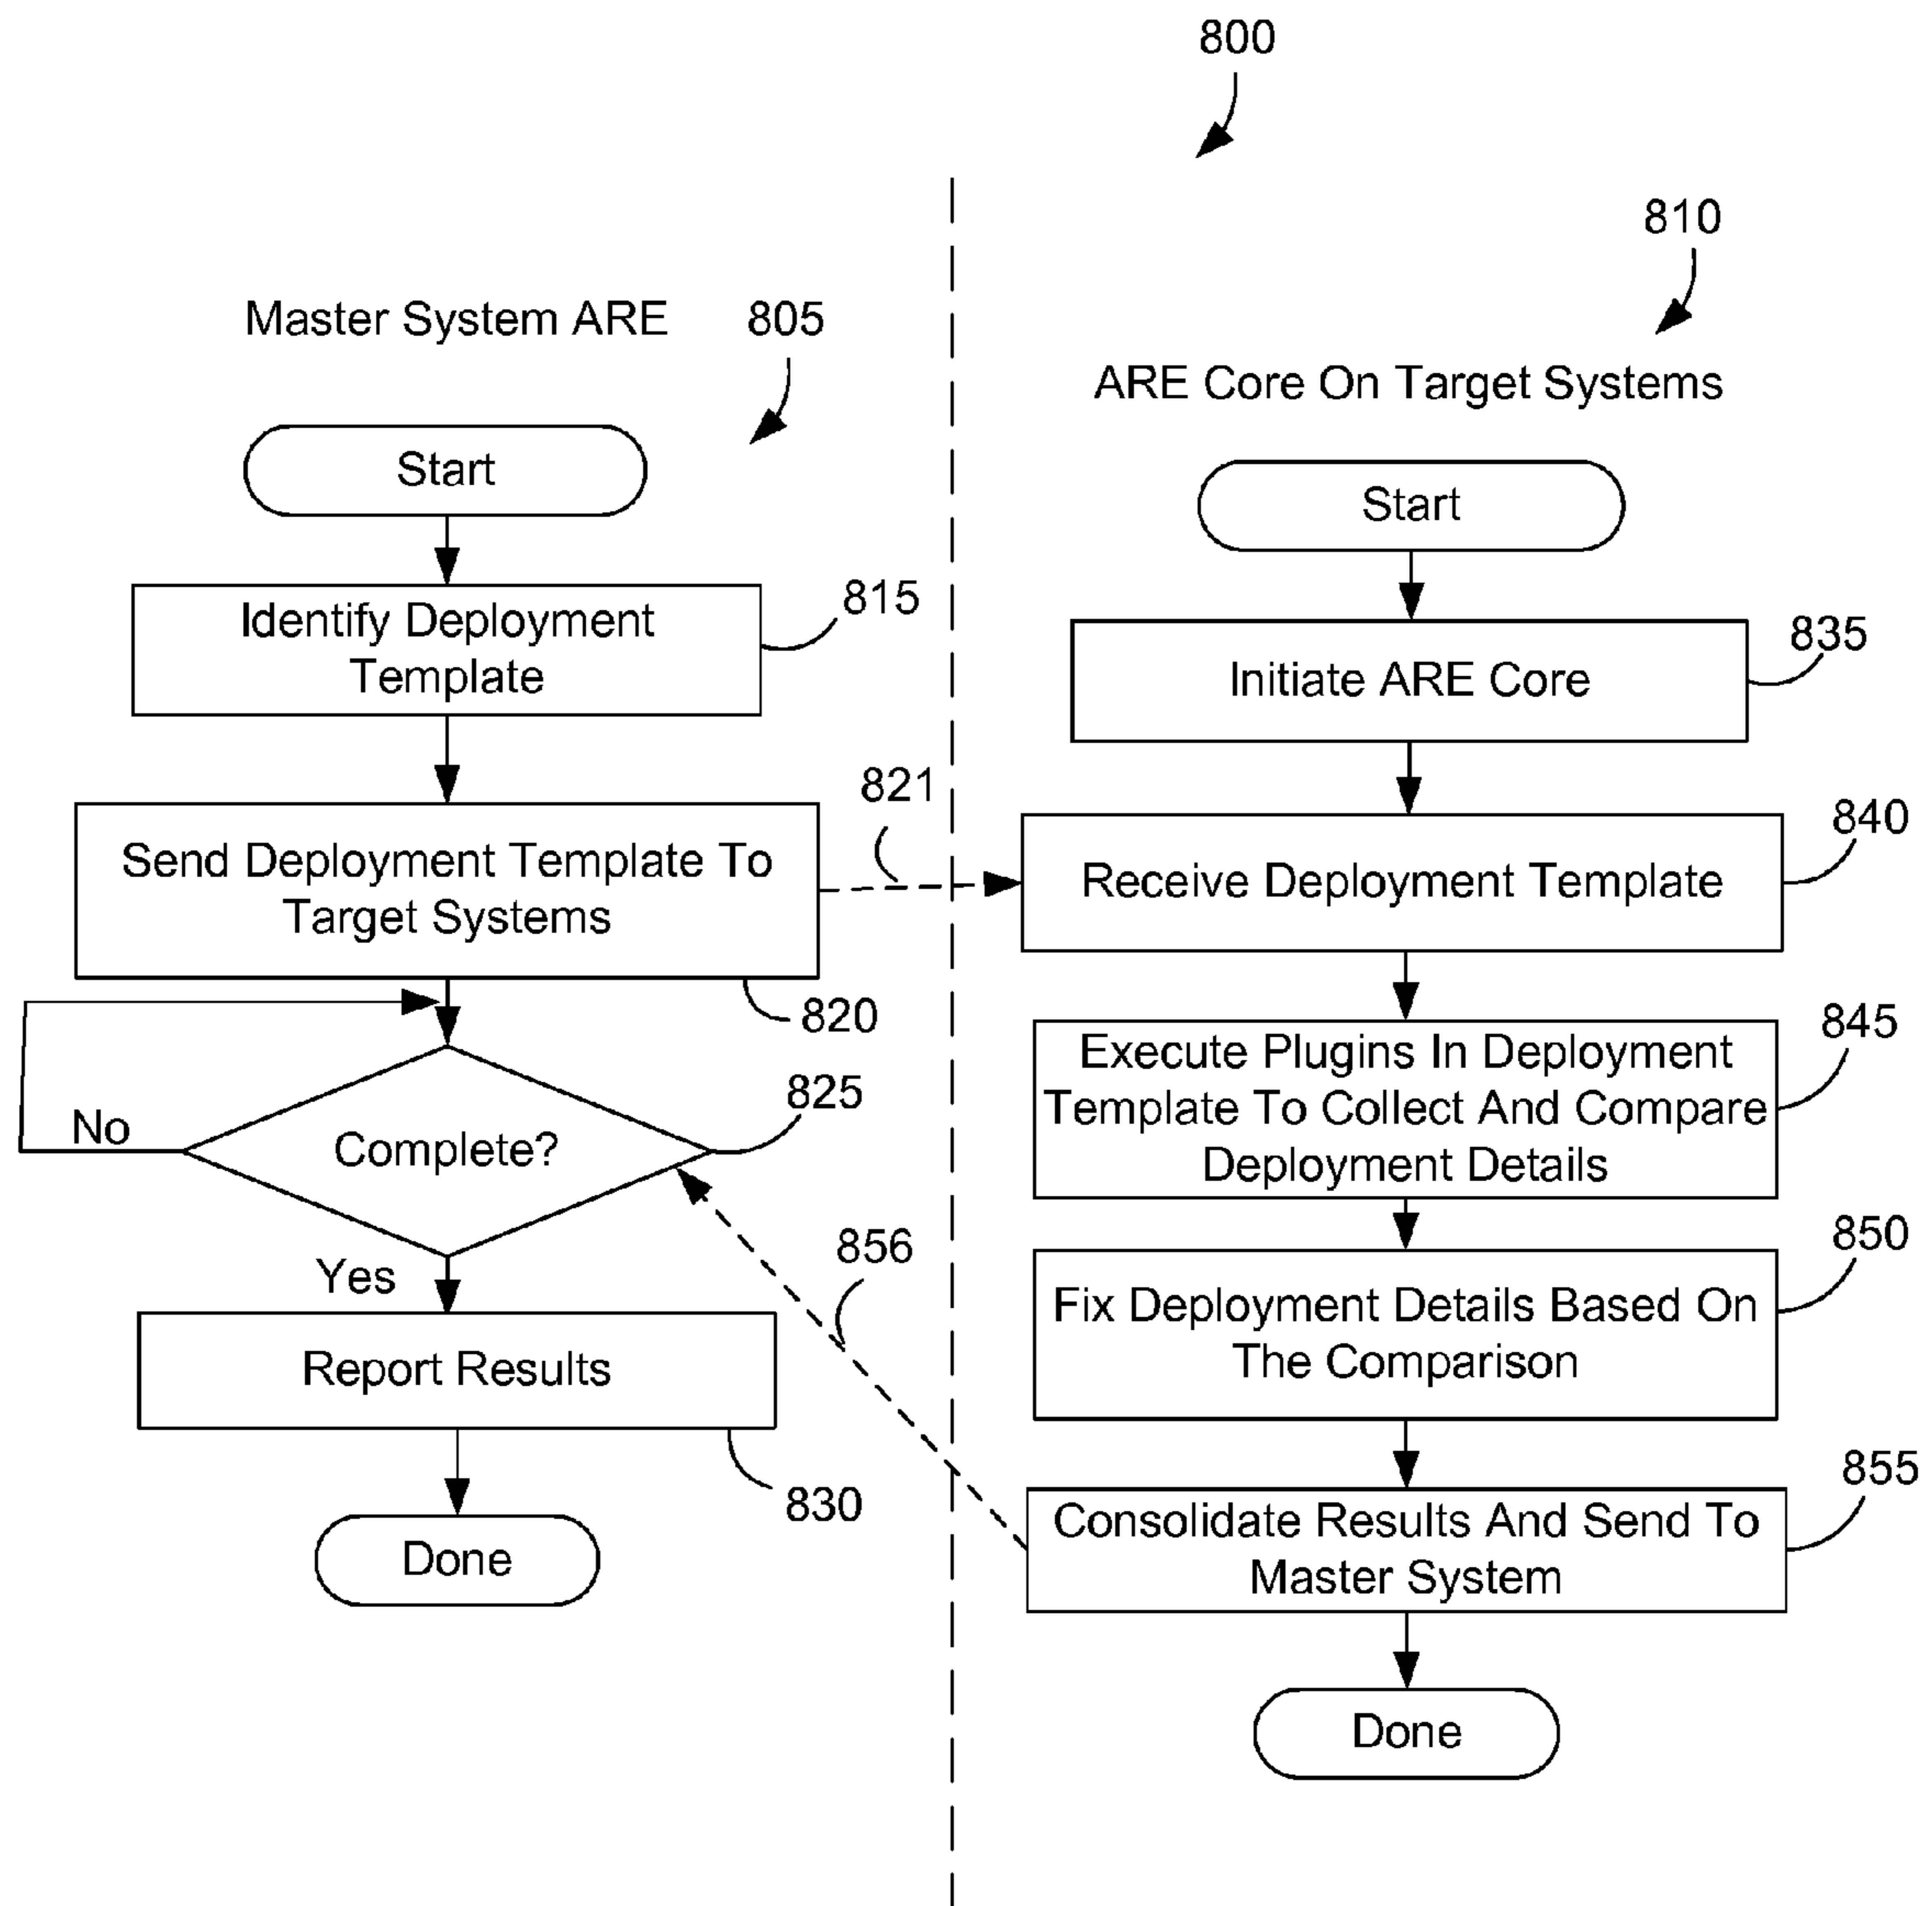 800
810
Master System ARE
805
ARE Core On Target Systems
Start
Start
Identify Deployment
Template
815
Initiate ARE Core
835
Send Deployment Template To
Target Systems
820
821
Receive Deployment Template
840
Complete?
825
No
Yes
Execute Plugins In Deployment
Template To Collect And Compare
Deployment Details
845
856
Fix Deployment Details Based On
The Comparison
850
Report Results
830
Consolidate Results And Send To
Master System
855
Done
Done